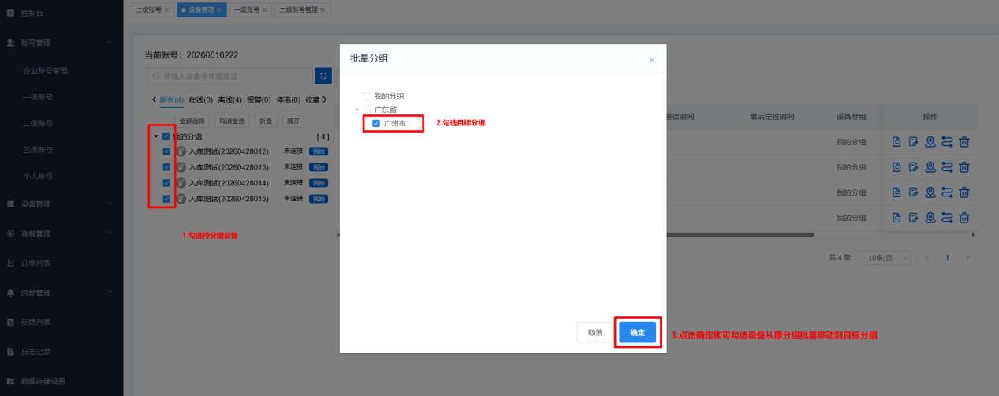 控制台
账号管理
企业账号管理
一级账号
二级账号
三级账号
个人账号
设备管理
套餐管理
订单列表
消息管理
反馈列表
日志记录
数据存储设置
二级账号 × 设备管理 × 一级账号 × 二级账号管理 ×
当前账号：20260616222
请输入设备卡号或备注
所有(4) 在线(0) 离线(4) 报警(0) 停港(0) 收藏
全部选择 取消全选 折叠 展开
我的分组 [ 4 ]
入库测试(20260428012) 未连接 我的
入库测试(20260428013) 未连接 我的
入库测试(20260428014) 未连接 我的
入库测试(20260428015) 未连接 我的
1.勾选待分组设备
批量分组
我的分组
广东省
广州市
2.勾选目标分组
取消 确定
3.点击确定即可勾选设备从原分组批量移动到目标分组
通信时间 最后定位时间 设备分组 操作
我的分组
我的分组
我的分组
我的分组
共 4 条 10条/页 1